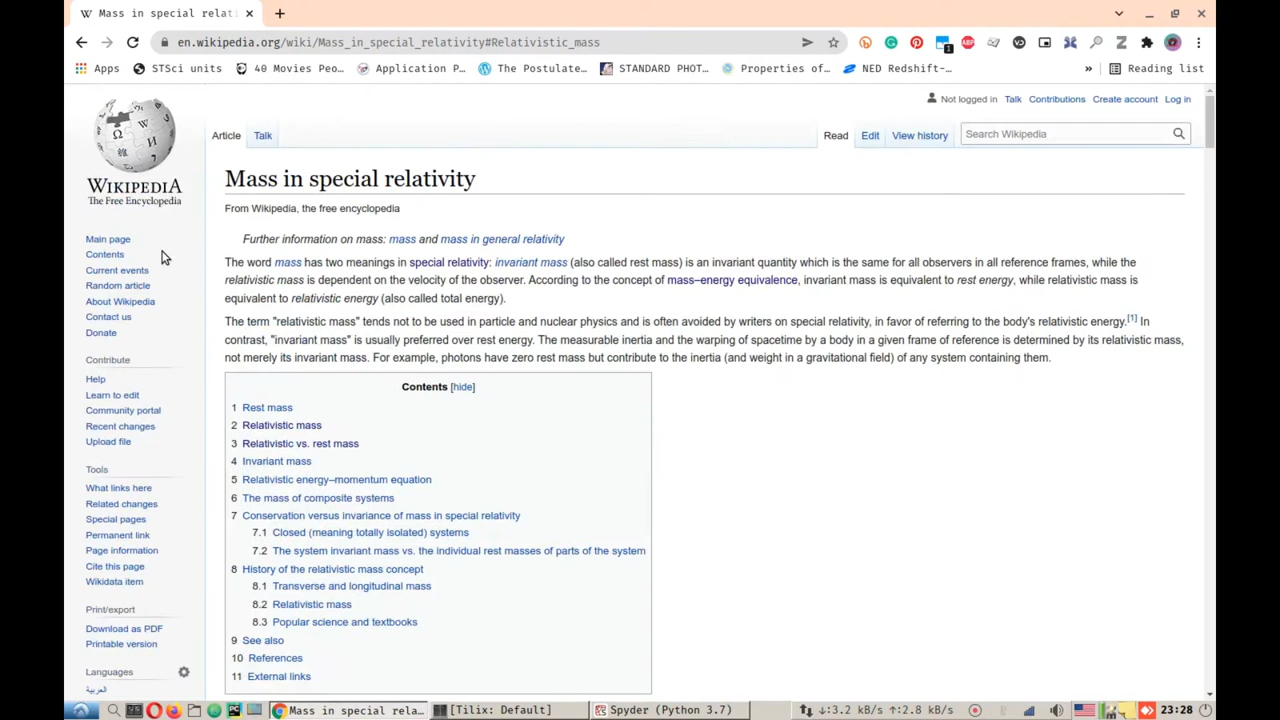 Mass in special relati
en.wikipedia.org/wiki/Mass_in_special_relativity#Relativistic_mass
1
ABP
Apps STSci units 40 Movies Peo… Application P… The Postulate… STANDARD PHOT… Properties of… NED Redshift-… » Reading list
Not logged in Talk Contributions Create account Log in
Article Talk Read Edit View history Search Wikipedia
WIKIPEDIA
The Free Encyclopedia
Main page
Contents
Current events
Random article
About Wikipedia
Contact us
Donate
Contribute
Help
Learn to edit
Community portal
Recent changes
Upload file
Tools
What links here
Related changes
Special pages
Permanent link
Page information
Cite this page
Wikidata item
Print/export
Download as PDF
Printable version
Languages
العربية
Mass in special relativity
From Wikipedia, the free encyclopedia
Further information on mass: mass and mass in general relativity
The word mass has two meanings in special relativity: invariant mass (also called rest mass) is an invariant quantity which is the same for all observers in all reference frames, while the
relativistic mass is dependent on the velocity of the observer. According to the concept of mass–energy equivalence, invariant mass is equivalent to rest energy, while relativistic mass is
equivalent to relativistic energy (also called total energy).
The term "relativistic mass" tends not to be used in particle and nuclear physics and is often avoided by writers on special relativity, in favor of referring to the body's relativistic energy.[1] In
contrast, "invariant mass" is usually preferred over rest energy. The measurable inertia and the warping of spacetime by a body in a given frame of reference is determined by its relativistic mass,
not merely its invariant mass. For example, photons have zero rest mass but contribute to the inertia (and weight in a gravitational field) of any system containing them.
Contents [hide]
1 Rest mass
2 Relativistic mass
3 Relativistic vs. rest mass
4 Invariant mass
5 Relativistic energy–momentum equation
6 The mass of composite systems
7 Conservation versus invariance of mass in special relativity
7.1 Closed (meaning totally isolated) systems
7.2 The system invariant mass vs. the individual rest masses of parts of the system
8 History of the relativistic mass concept
8.1 Transverse and longitudinal mass
8.2 Relativistic mass
8.3 Popular science and textbooks
9 See also
10 References
11 External links
Mass in special rela… [Tilix: Default] Spyder (Python 3.7) ↓:3.2 kB/s ↑:2.8 kB/s 23:28